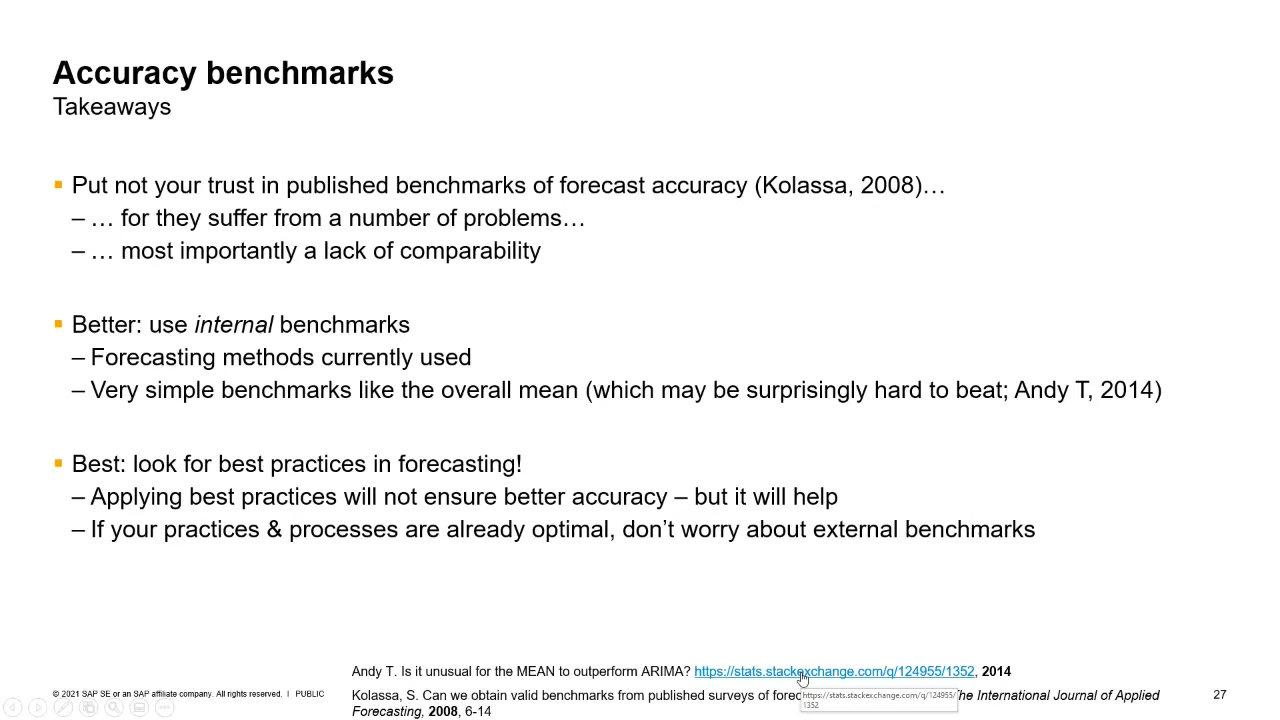 Accuracy benchmarks
Takeaways
▪ Put not your trust in published benchmarks of forecast accuracy (Kolassa, 2008)…
– … for they suffer from a number of problems…
– … most importantly a lack of comparability
▪ Better: use internal benchmarks
– Forecasting methods currently used
– Very simple benchmarks like the overall mean (which may be surprisingly hard to beat; Andy T, 2014)
▪ Best: look for best practices in forecasting!
– Applying best practices will not ensure better accuracy – but it will help
– If your practices & processes are already optimal, don’t worry about external benchmarks
Andy T. Is it unusual for the MEAN to outperform ARIMA? https://stats.stackexchange.com/q/124955/1352, 2014
© 2021 SAP SE or an SAP affiliate company. All rights reserved. I PUBLIC
Kolassa, S. Can we obtain valid benchmarks from published surveys of he International Journal of Applied
Forecasting, 2008, 6-14
https://stats.stackexchange.com/q/124955/
1352
27